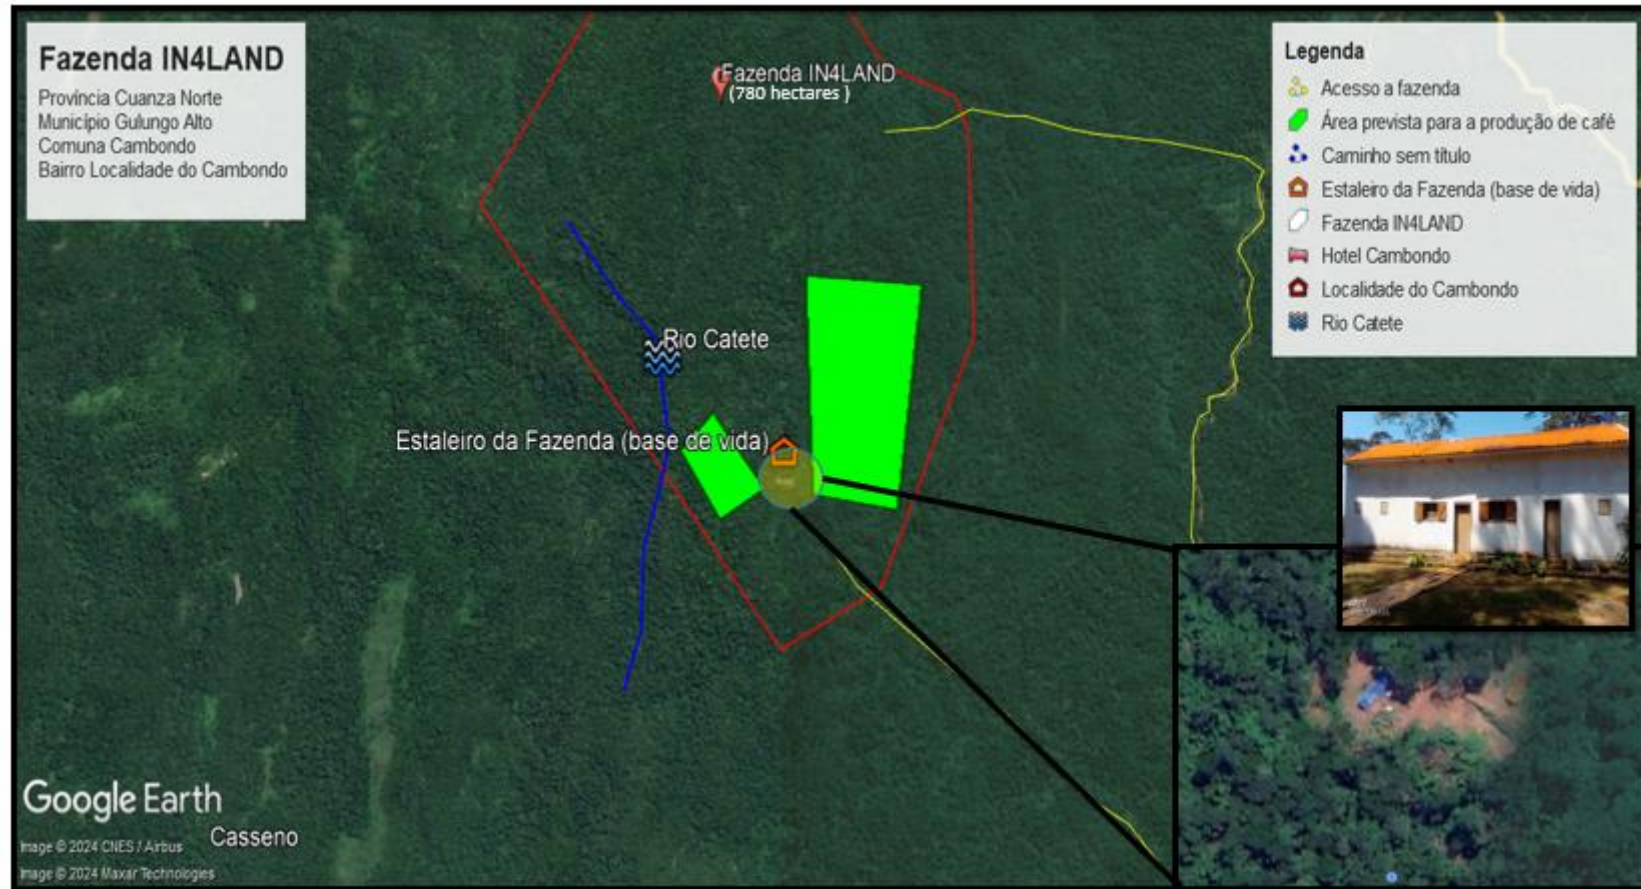 Fazenda IN4LAND
Província Cuanza Norte
Município Gulungo Alto
Comuna Cambondo
Bairro Localidade do Cambondo
Fazenda IN4LAND
(780 hectares )
Legenda
Acesso a fazenda
Área prevista para a produção de café
Caminho sem título
Estaleiro da Fazenda (base de vida)
Fazenda IN4LAND
Hotel Cambondo
Localidade do Cambondo
Rio Catete
Rio Catete
Estaleiro da Fazenda (base de vida)
Google Earth
Casseno
Image © 2024 CNES / Airbus
Image © 2024 Maxar Technologies